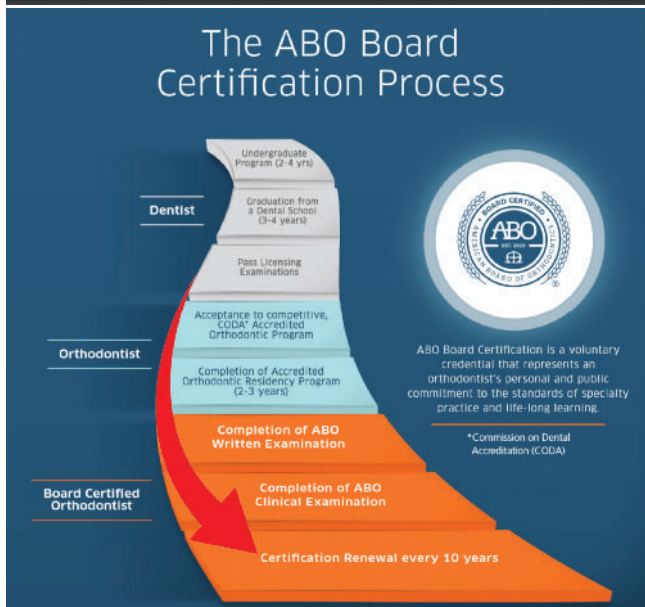 The ABO Board
Certification Process
Undergraduate
Program (2-4 yrs)
Dentist
Graduation from
a Dental School
(3-4 years)
Pass Licensing
Examinations
BOARD CERTIFIED
ABO
AMERICAN BOARD OF ORTHODONTICS
®
Orthodontist
Acceptance to competitive,
CODA* Accredited
Orthodontic Program
Completion of Accredited
Orthodontic Residency Program
(2-3 years)
ABO Board Certification is a voluntary
credential that represents an
orthodontist's personal and public
commitment to the standards of specialty
practice and life-long learning.
*Commission on Dental
Accreditation (CODA)
Board Certified
Orthodontist
Completion of ABO
Written Examination
Completion of ABO
Clinical Examination
Certification Renewal every 10 years